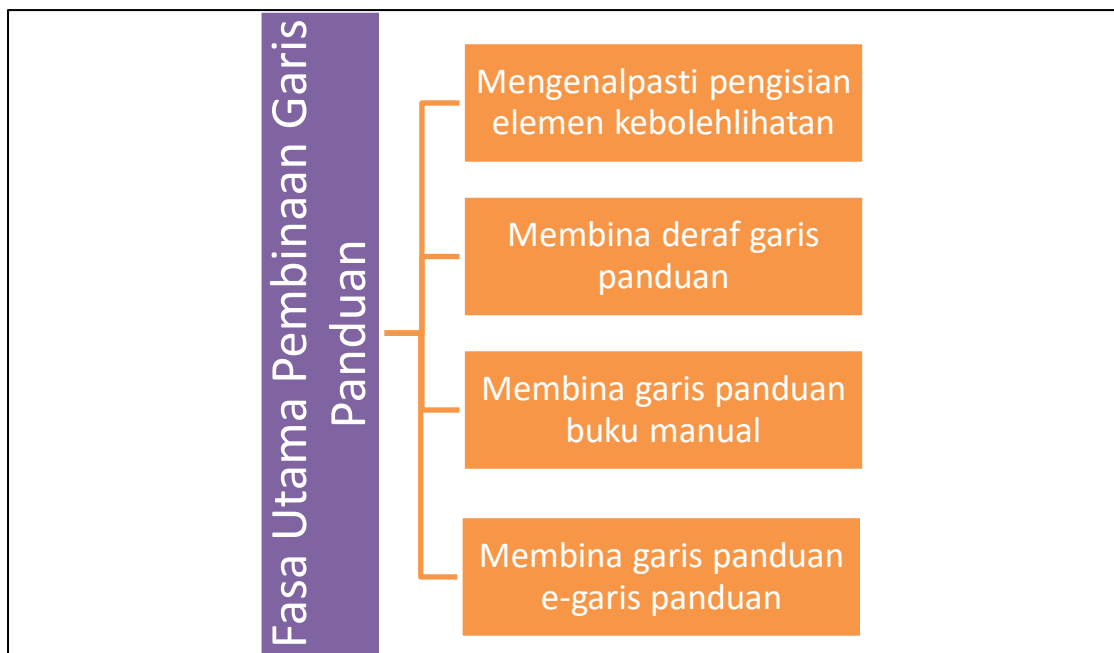 Fasa Utama Pembinaan Garis
Panduan
Mengenalpasti pengisian
elemen kebolehlihatan
Membina deraf garis
panduan
Membina garis panduan
buku manual
Membina garis panduan
e-garis panduan